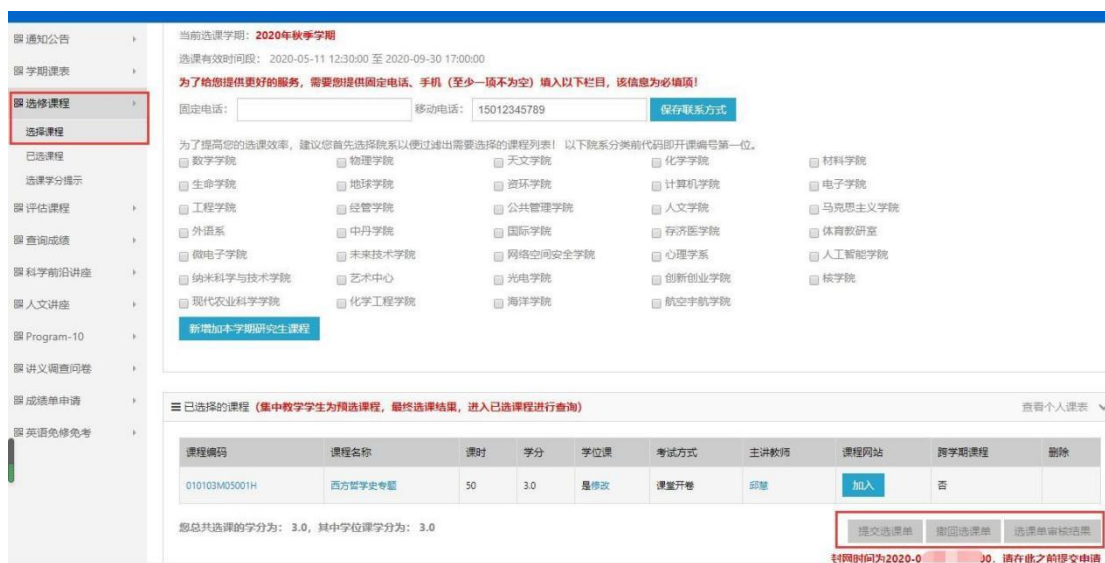 通知公告
学期课表
选修课程
选择课程
已选课程
选课学分提示
评估课程
查询成绩
科学前沿讲座
人文讲座
Program-10
讲义调查问卷
成绩单申请
英语免修免考
当前选课学期：2020年秋季学期
选课有效时间段： 2020-05-11 12:30:00 至 2020-09-30 17:00:00
为了给您提供更好的服务，需要您提供固定电话、手机（至少一项不为空）填入以下栏目，该信息为必填项！
固定电话： 移动电话： 15012345789 保存联系方式
为了提高您的选课效率，建议您首先选择院系以便过滤出需要选择的课程列表！ 以下院系分类前代码即开课编号第一位。
数学学院 物理学院 天文学院 化学学院 材料学院
生命学院 地球学院 资环学院 计算机学院 电子学院
工程学院 经管学院 公共管理学院 人文学院 马克思主义学院
外语系 中丹学院 国际学院 存济医学院 体育教研室
微电子学院 未来技术学院 网络空间安全学院 心理学系 人工智能学院
纳米科学与技术学院 艺术中心 光电学院 创新创业学院 核学院
现代农业科学学院 化学工程学院 海洋学院 航空宇航学院
新增加本学期研究生课程
已选择的课程（集中教学学生为预选课程，最终选课结果，进入已选课程进行查询） 查看个人课表
课程编码 课程名称 课时 学分 学位课 考试方式 主讲教师 课程网站 跨学期课程 删除
010103M05001H 西方哲学史专题 50 3.0 是修改 课堂开卷 邱慧 加入 否
您总共选课的学分为： 3.0，其中学位课学分为： 3.0
提交选课单 撤回选课单 选课单审核结果
封网时间为2020-0 00，请在此之前提交申请